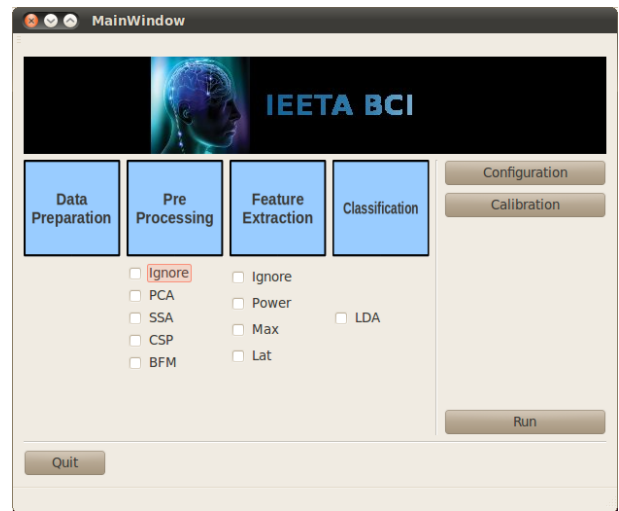 MainWindow
IEETA BCI
Data
Preparation
Pre
Processing
Feature
Extraction
Classification
Configuration
Calibration
Ignore
PCA
SSA
CSP
BFM
Ignore
Power
Max
Lat
LDA
Run
Quit